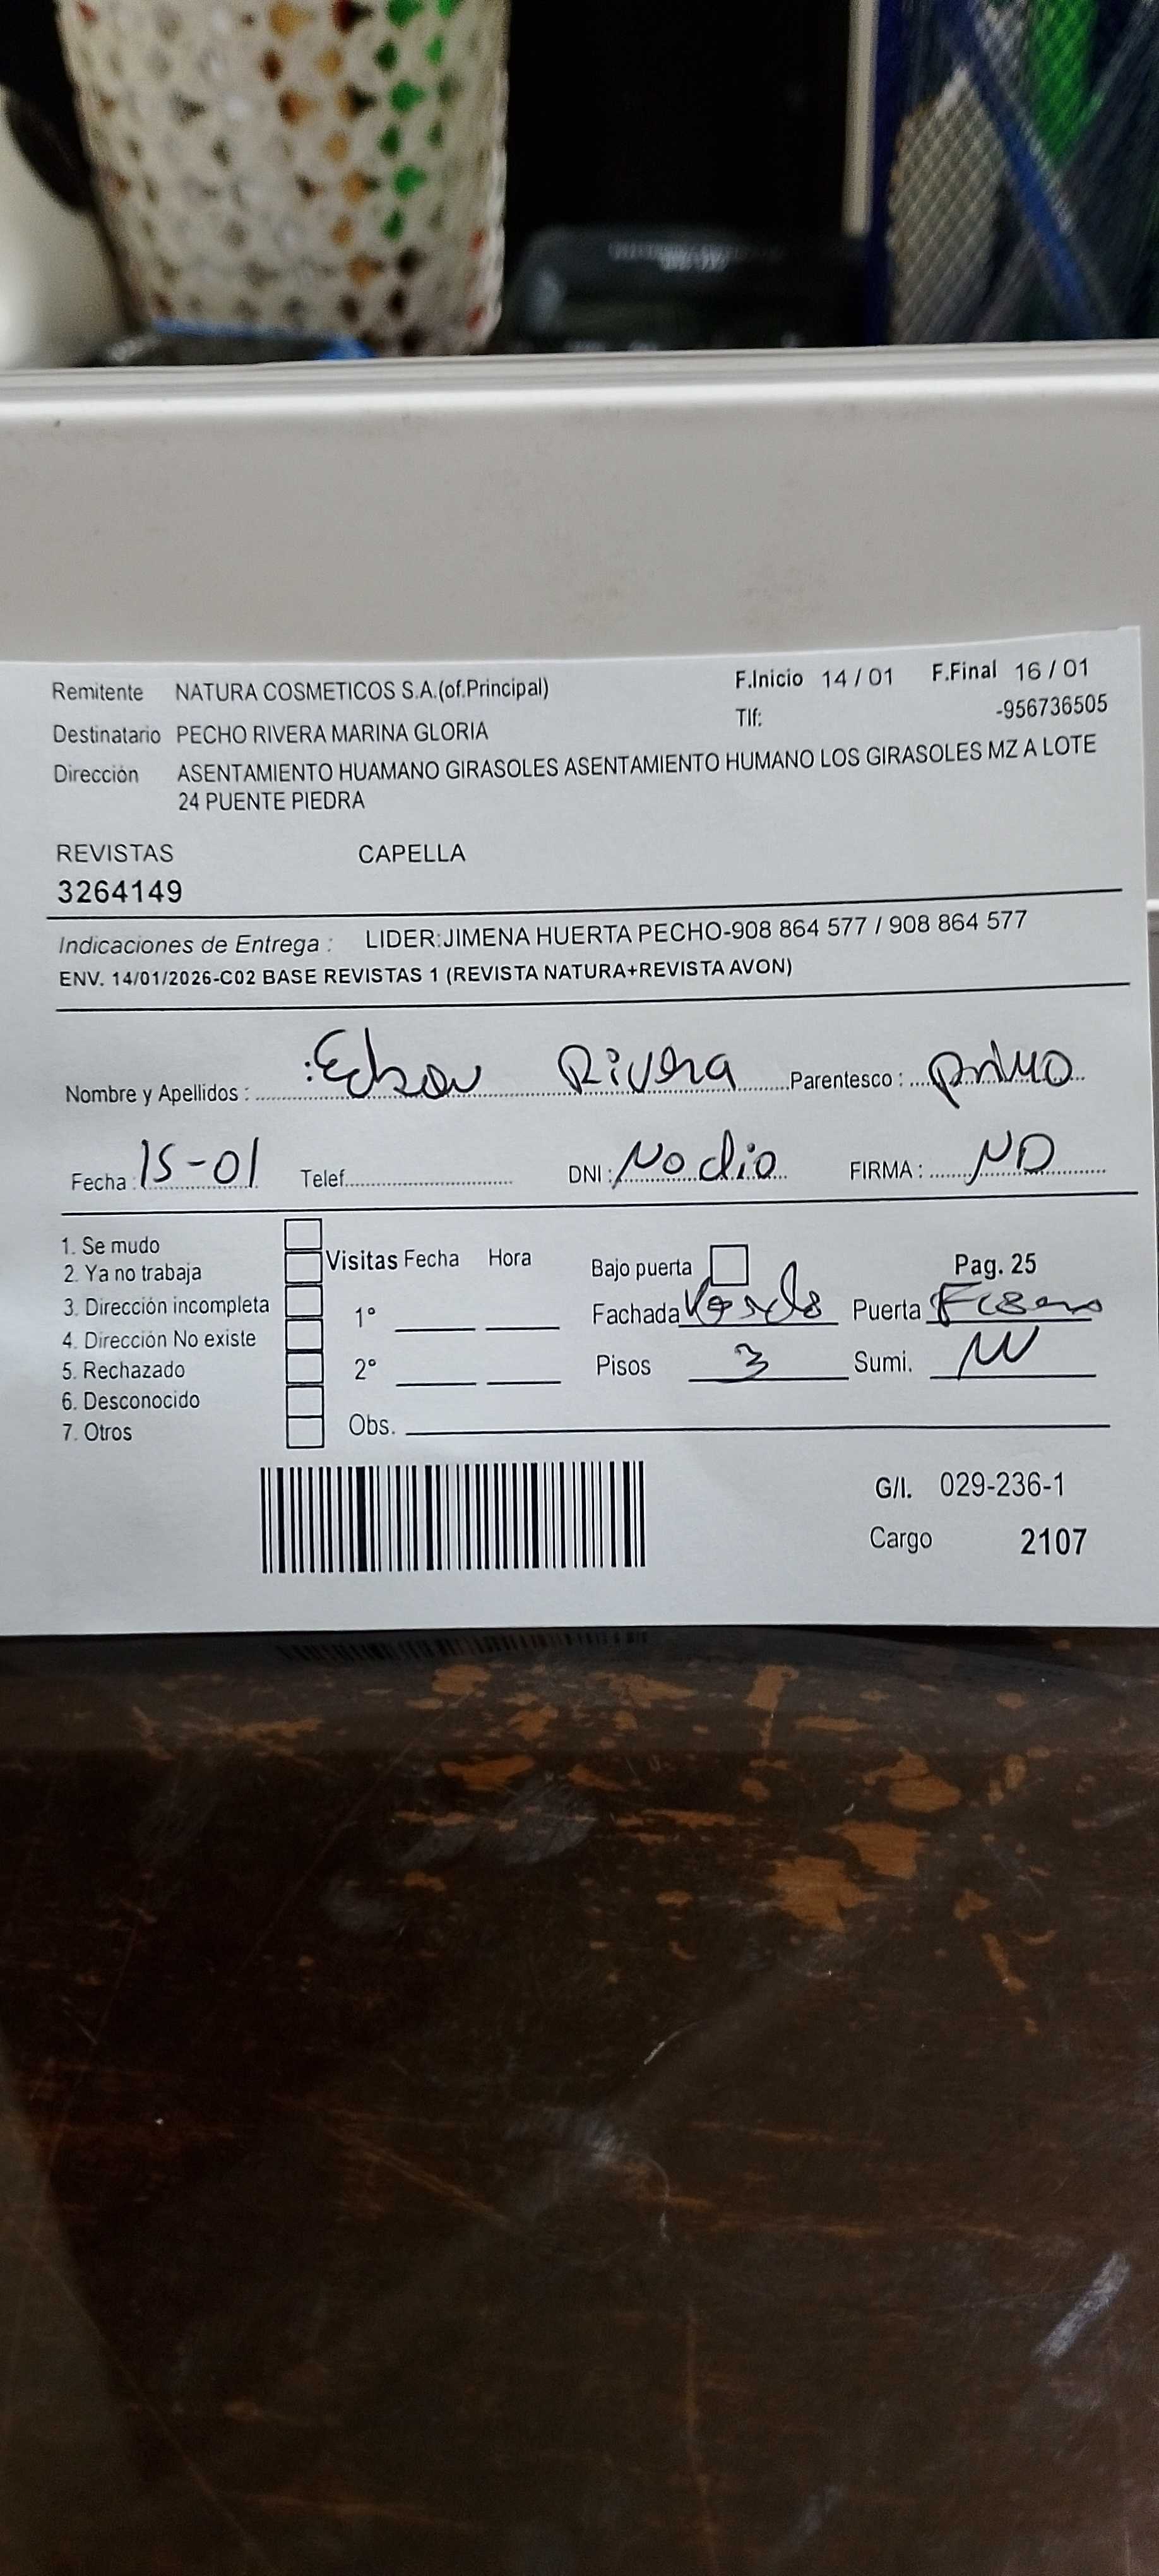 Remitente NATURA COSMETICOS S.A.(of.Principal) F.Inicio 14 / 01 F.Final 16 / 01
Destinatario PECHO RIVERA MARINA GLORIA Tlf: -956736505
Dirección ASENTAMIENTO HUAMANO GIRASOLES ASENTAMIENTO HUMANO LOS GIRASOLES MZ A LOTE
24 PUENTE PIEDRA
REVISTAS CAPELLA
3264149
Indicaciones de Entrega : LIDER:JIMENA HUERTA PECHO-908 864 577 / 908 864 577
ENV. 14/01/2026-C02 BASE REVISTAS 1 (REVISTA NATURA+REVISTA AVON)
Nombre y Apellidos : Rivera Parentesco : primo
Fecha : 15-01 Telef. DNI : No dio FIRMA : ND
1. Se mudo
2. Ya no trabaja Visitas Fecha Hora Bajo puerta Pag. 25
3. Dirección incompleta 1° Fachada Puerta
4. Dirección No existe
5. Rechazado 2° Pisos 3 Sumi.
6. Desconocido
7. Otros Obs.
G/I. 029-236-1
Cargo 2107